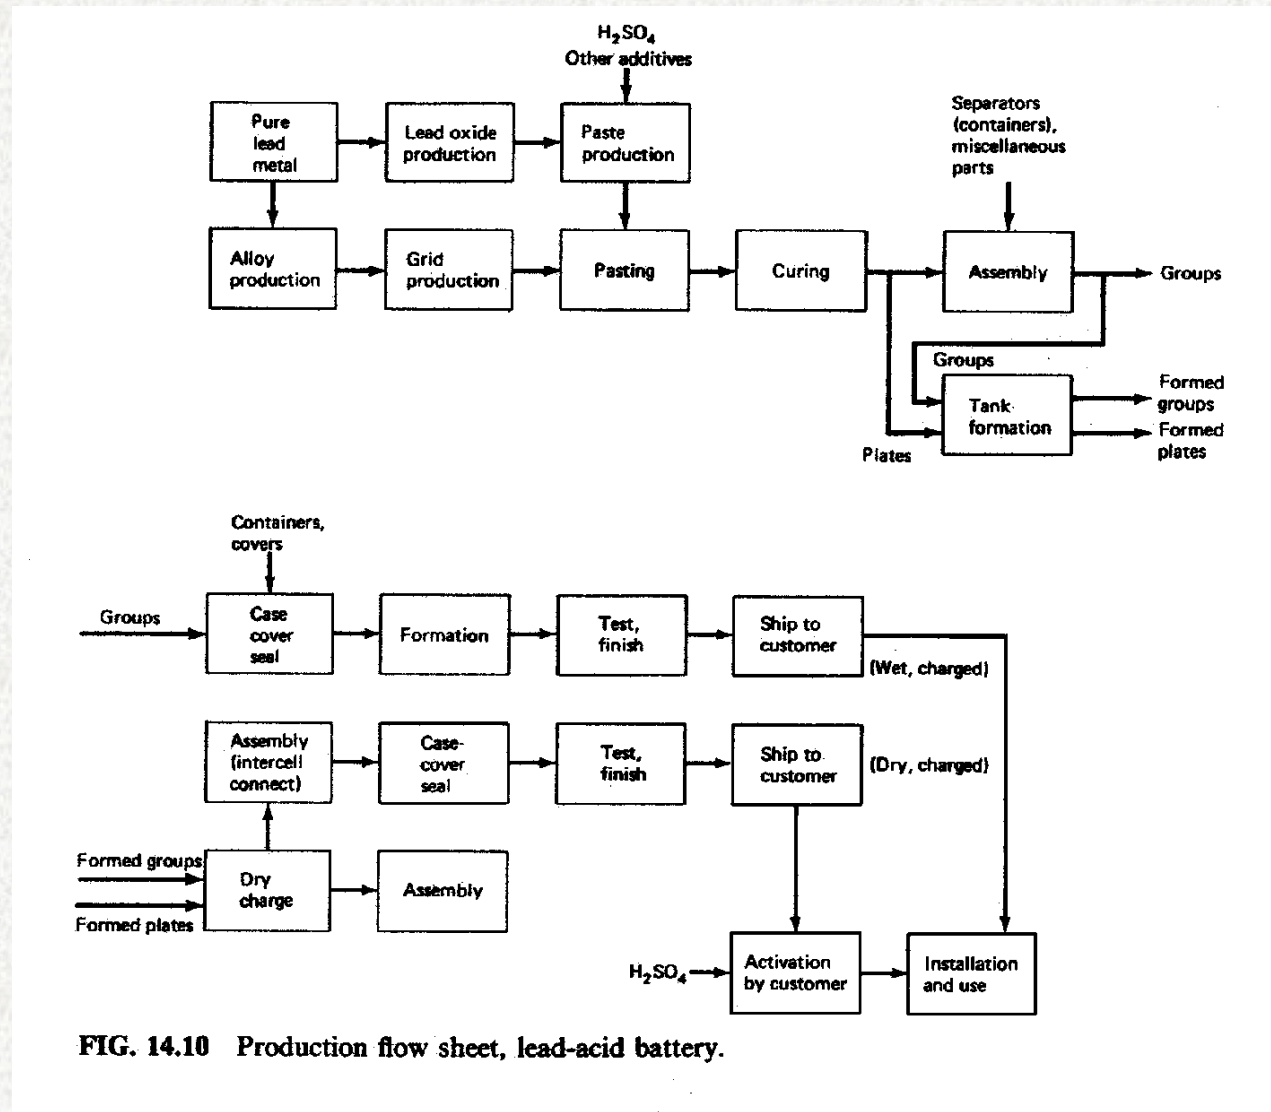 H₂SO₄
Other additives
Pure
lead
metal
Lead oxide
production
Paste
production
Separators
(containers),
miscellaneous
parts
Alloy
production
Grid
production
Pasting
Curing
Assembly
Groups
Groups
Tank
formation
Formed
groups
Formed
plates
Plates
Containers,
covers
Groups
Case
cover
seal
Formation
Test,
finish
Ship to
customer
(Wet, charged)
Assembly
(intercell
connect)
Case-
cover
seal
Test,
finish
Ship to
customer
(Dry, charged)
Formed groups
Formed plates
Dry
charge
Assembly
H₂SO₄
Activation
by customer
Installation
and use
FIG. 14.10 Production flow sheet, lead-acid battery.